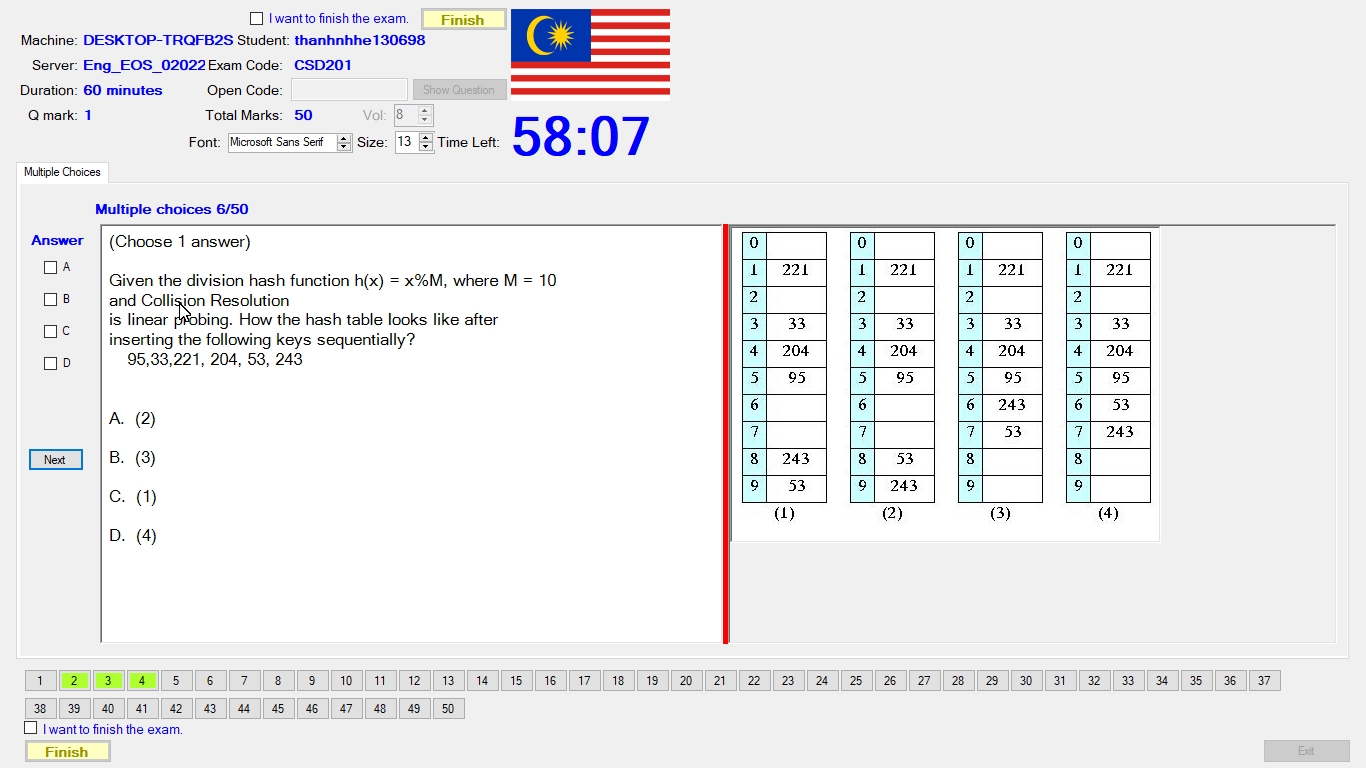 I want to finish the exam. Finish
Machine: DESKTOP-TRQFB2S Student: thanhnhhe130698
Server: Eng_EOS_02022 Exam Code: CSD201
Duration: 60 minutes Open Code: Show Question
Q mark: 1 Total Marks: 50 Vol: 8
Font: Microsoft Sans Serif Size: 13 Time Left: 58:07
Multiple Choices
Multiple choices 6/50
Answer
A
B
C
D
Next
(Choose 1 answer)
Given the division hash function h(x) = x%M, where M = 10
and Collision Resolution
is linear probing. How the hash table looks like after
inserting the following keys sequentially?
95,33,221, 204, 53, 243
A. (2)
B. (3)
C. (1)
D. (4)
0 0 0 0
1 221 1 221 1 221 1 221
2 2 2 2
3 33 3 33 3 33 3 33
4 204 4 204 4 204 4 204
5 95 5 95 5 95 5 95
6 6 6 243 6 53
7 7 7 53 7 243
8 243 8 53 8 8
9 53 9 243 9 9
(1) (2) (3) (4)
1 2 3 4 5 6 7 8 9 10 11 12 13 14 15 16 17 18 19 20 21 22 23 24 25 26 27 28 29 30 31 32 33 34 35 36 37
38 39 40 41 42 43 44 45 46 47 48 49 50
I want to finish the exam.
Finish Exit